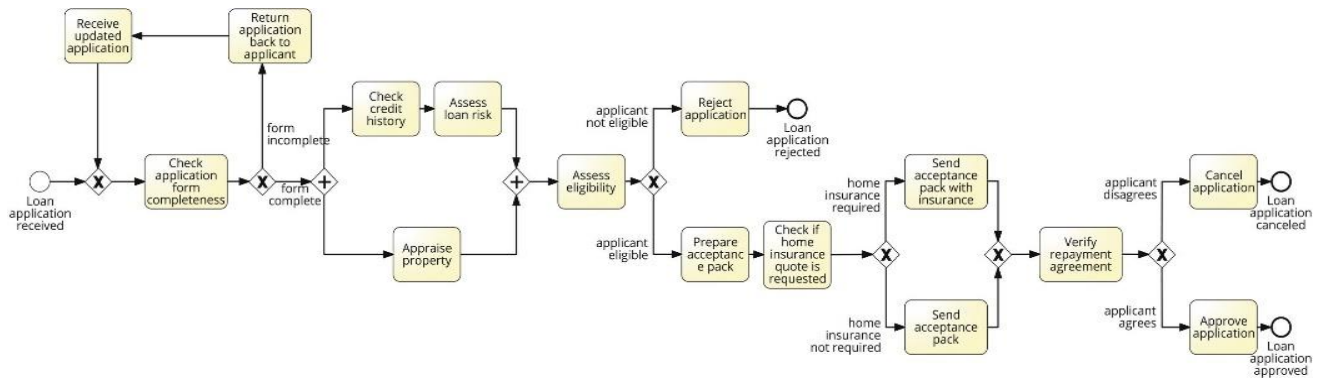 Receive
updated
application
Return
application
back to
applicant
form
incomplete
Loan
application
received
Check
application
form
completeness
form
complete
Check
credit
history
Assess
loan risk
Appraise
property
Assess
eligibility
applicant
not eligible
Reject
application
Loan
application
rejected
applicant
eligible
Prepare
acceptanc
e pack
Check if
home
insurance
quote is
requested
home
insurance
required
Send
acceptance
pack with
insurance
home
insurance
not required
Send
acceptance
pack
Verify
repayment
agreement
applicant
disagrees
Cancel
application
Loan
application
canceled
applicant
agrees
Approve
application
Loan
application
approved